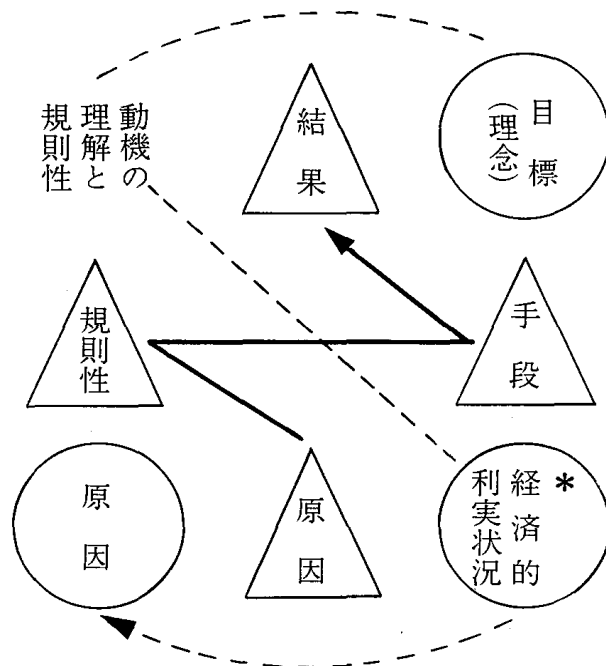 目標
(理念)
結果
動機の
理解と
規則性
手段
規則性
*経済的
利実状況
原因
原因